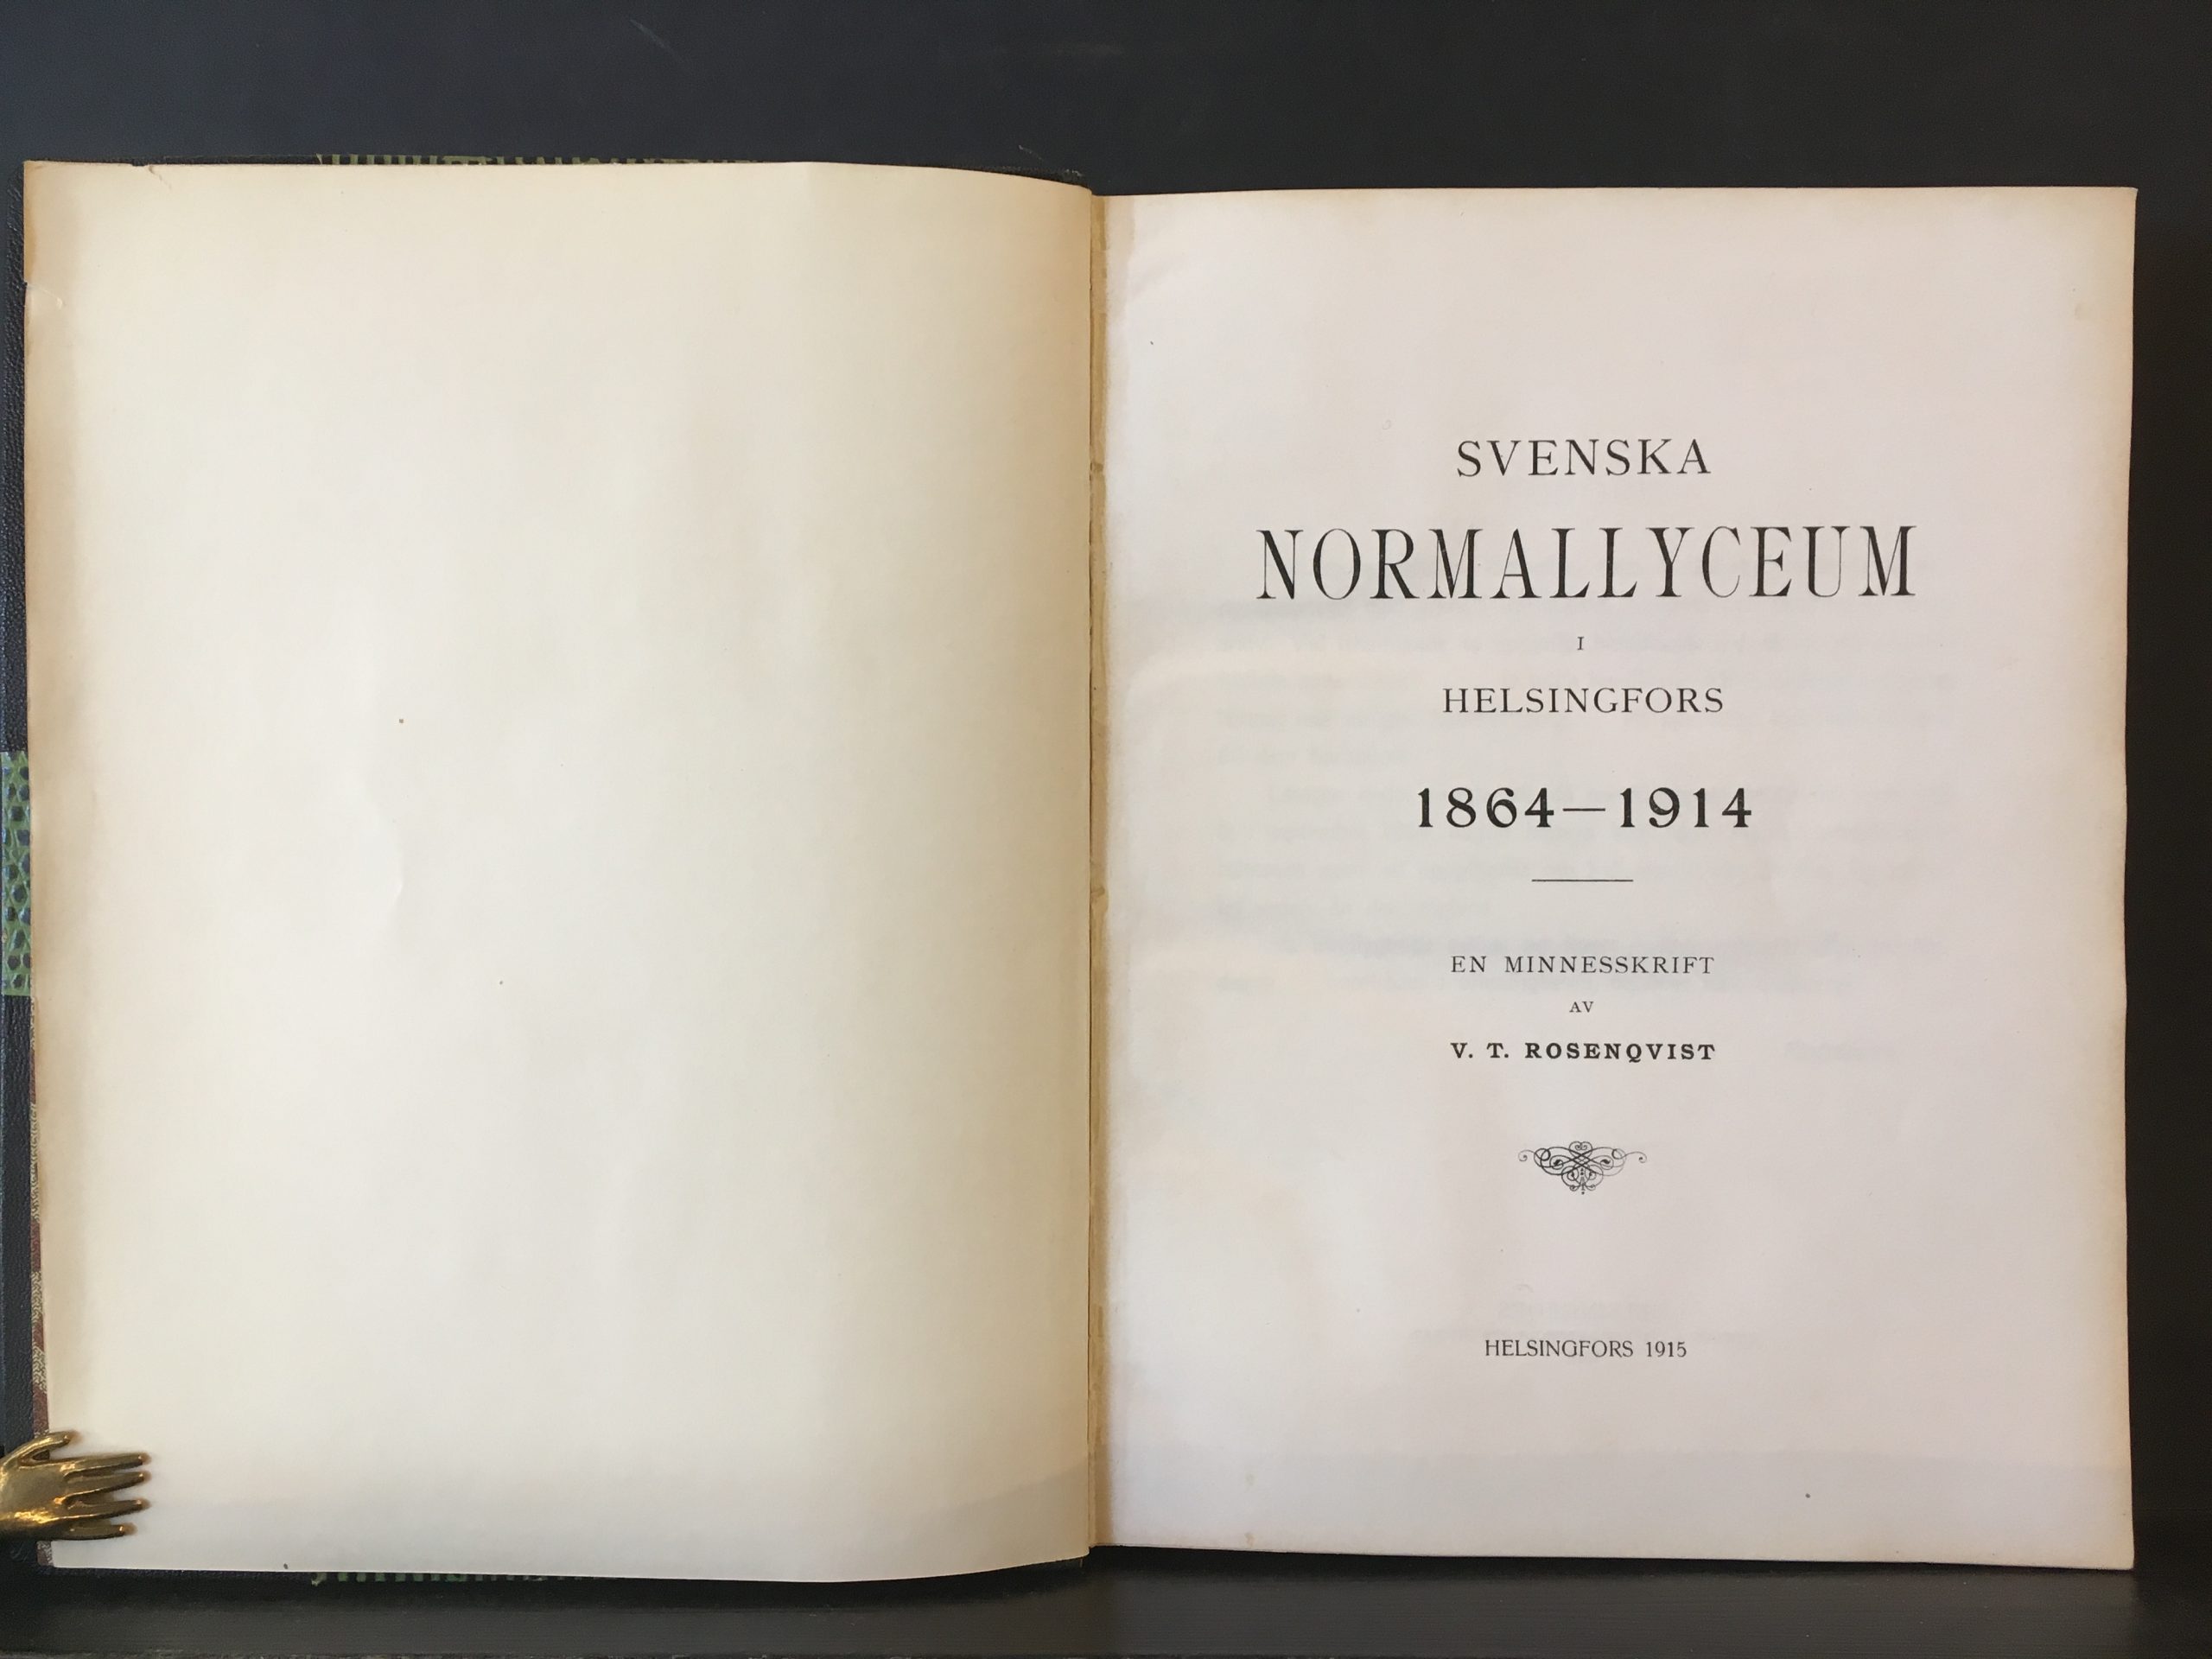 SVENSKA
NORMALLYCEUM
I
HELSINGFORS
1864—1914
EN MINNESSKRIFT
AV
V. T. ROSENQVIST
HELSINGFORS 1915